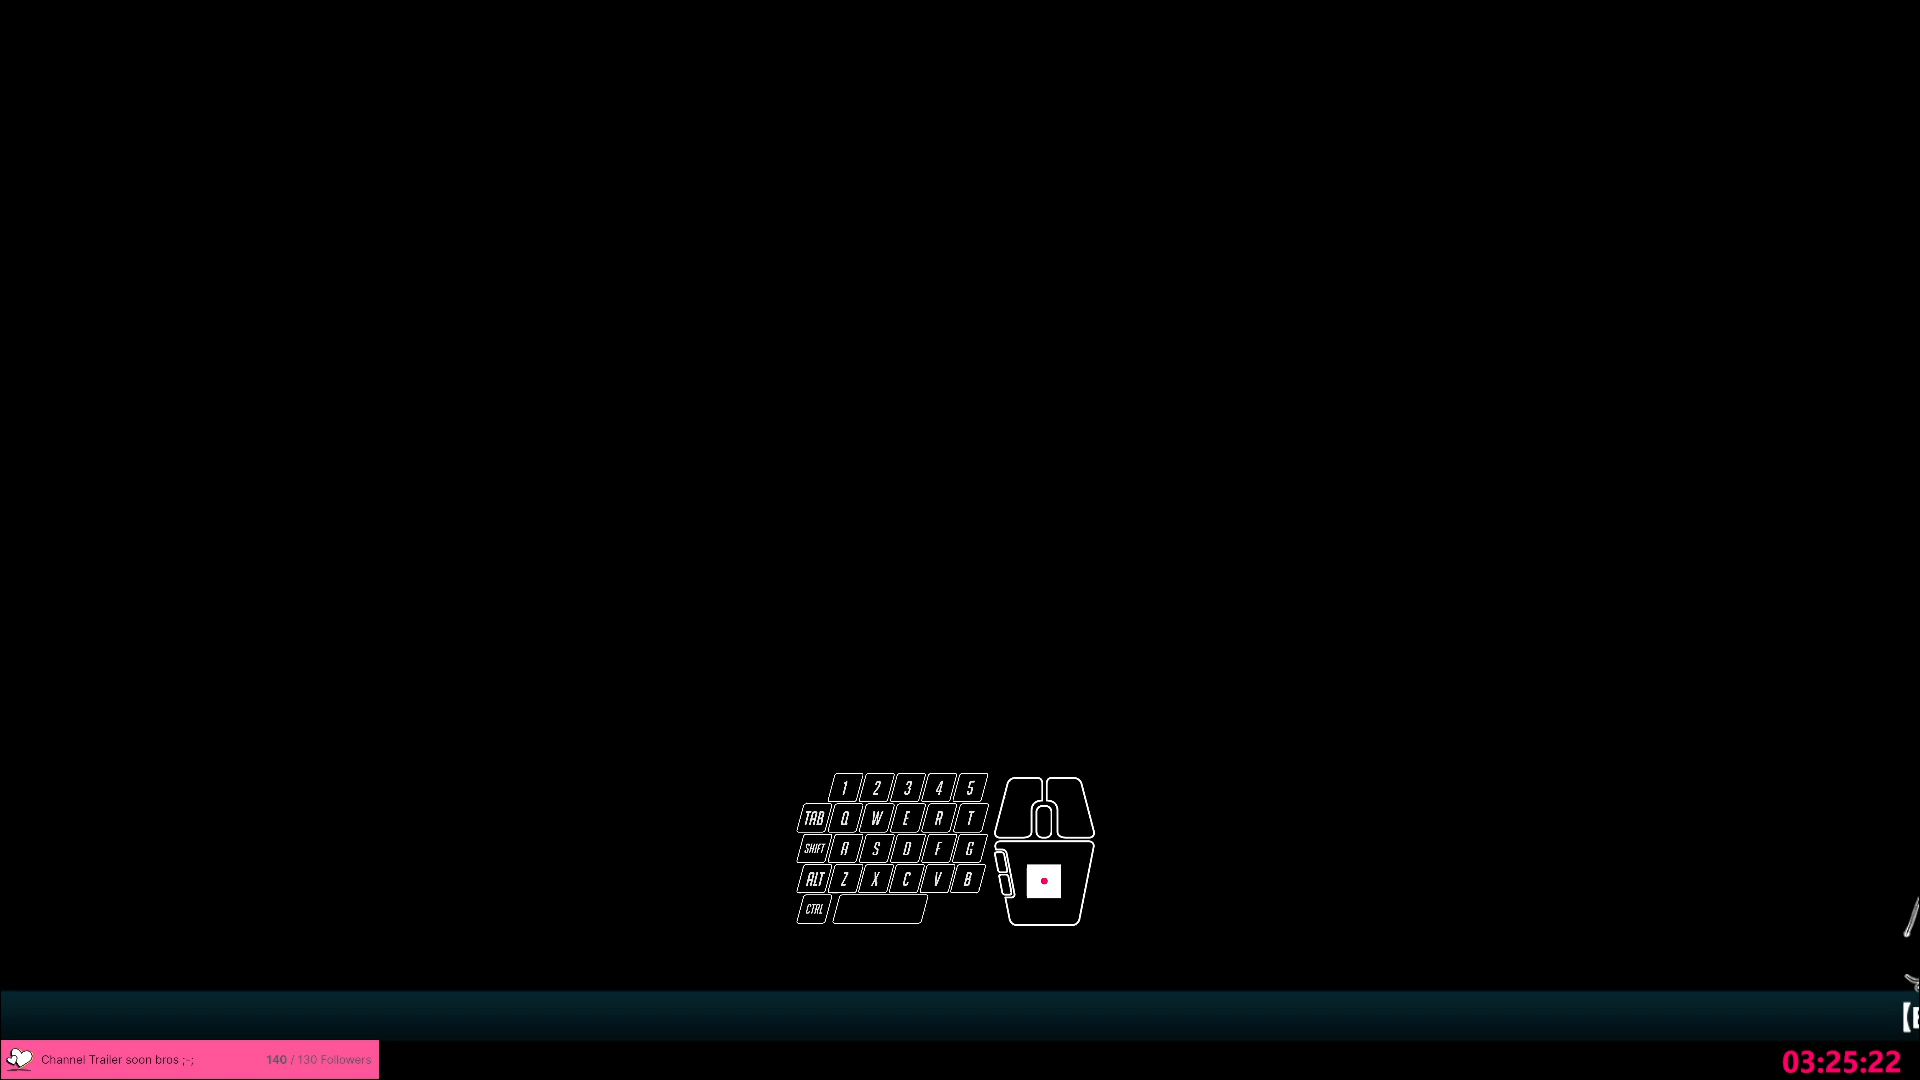 1 2 3 4 5
TAB Q W E R T
SHIFT A S D F G
ALT Z X C V B
CTRL
Channel Trailer soon bros ;-; 140 / 130 Followers
03:25:22